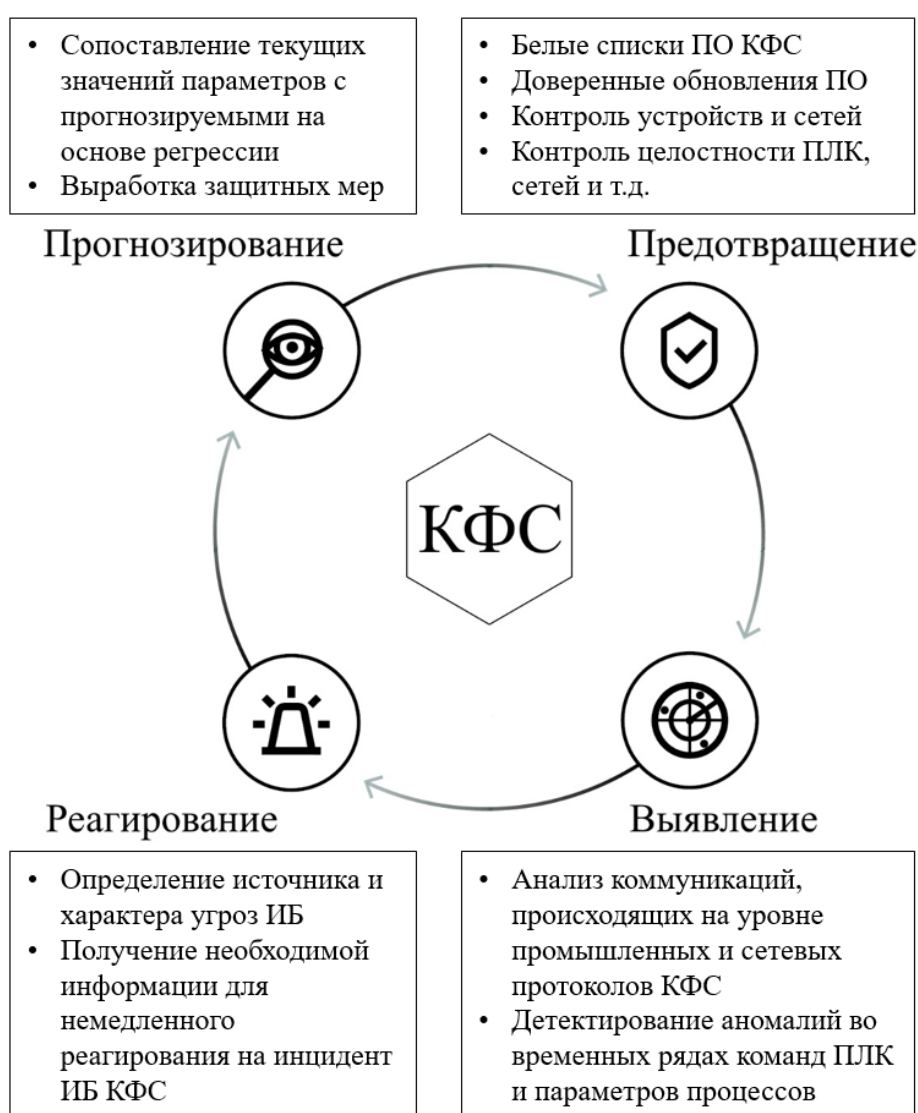 • Сопоставление текущих
значений параметров с
прогнозируемыми на
основе регрессии
• Выработка защитных мер
• Белые списки ПО КФС
• Доверенные обновления ПО
• Контроль устройств и сетей
• Контроль целостности ПЛК,
сетей и т.д.
Прогнозирование
Предотвращение
КФС
Реагирование
Выявление
• Определение источника и
характера угроз ИБ
• Получение необходимой
информации для
немедленного
реагирования на инцидент
ИБ КФС
• Анализ коммуникаций,
происходящих на уровне
промышленных и сетевых
протоколов КФС
• Детектирование аномалий во
временных рядах команд ПЛК
и параметров процессов